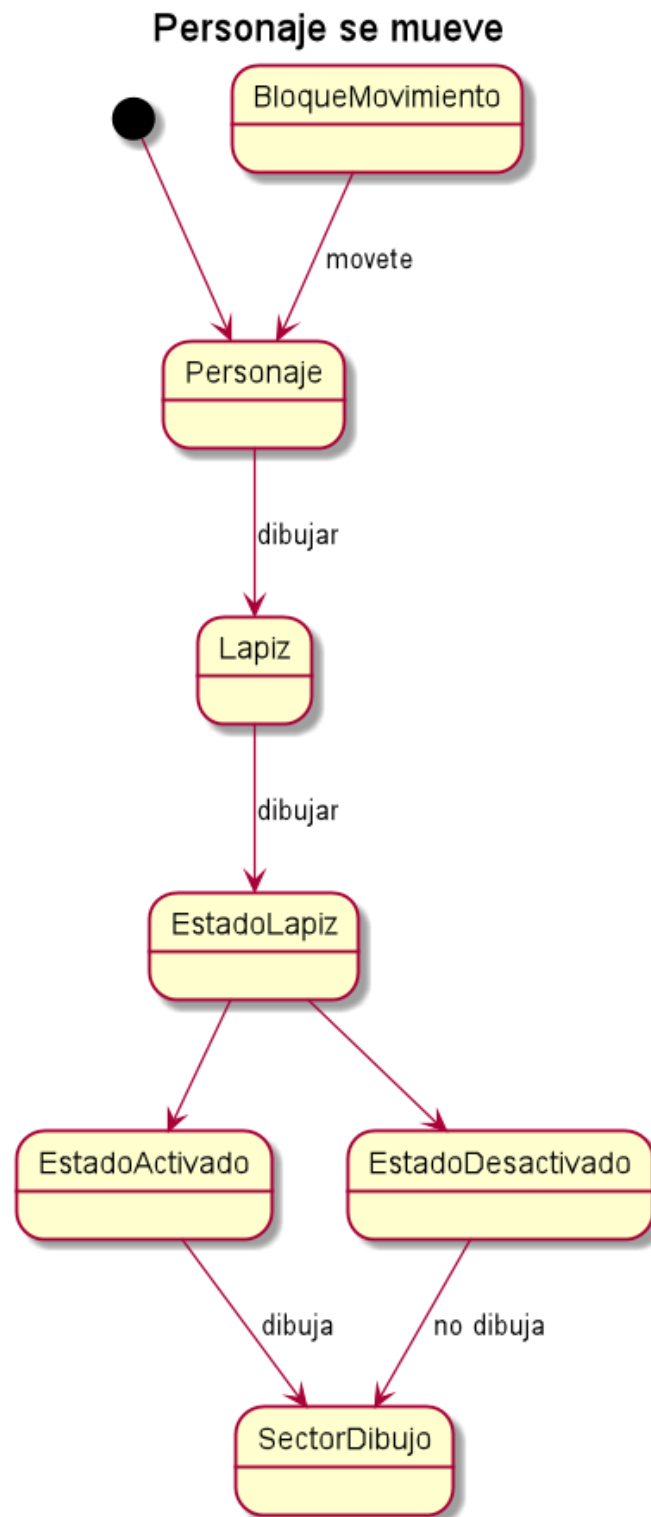 Personaje se mueve
BloqueMovimiento
movete
Personaje
dibujar
Lapiz
dibujar
EstadoLapiz
EstadoActivado
EstadoDesactivado
dibuja
no dibuja
SectorDibujo